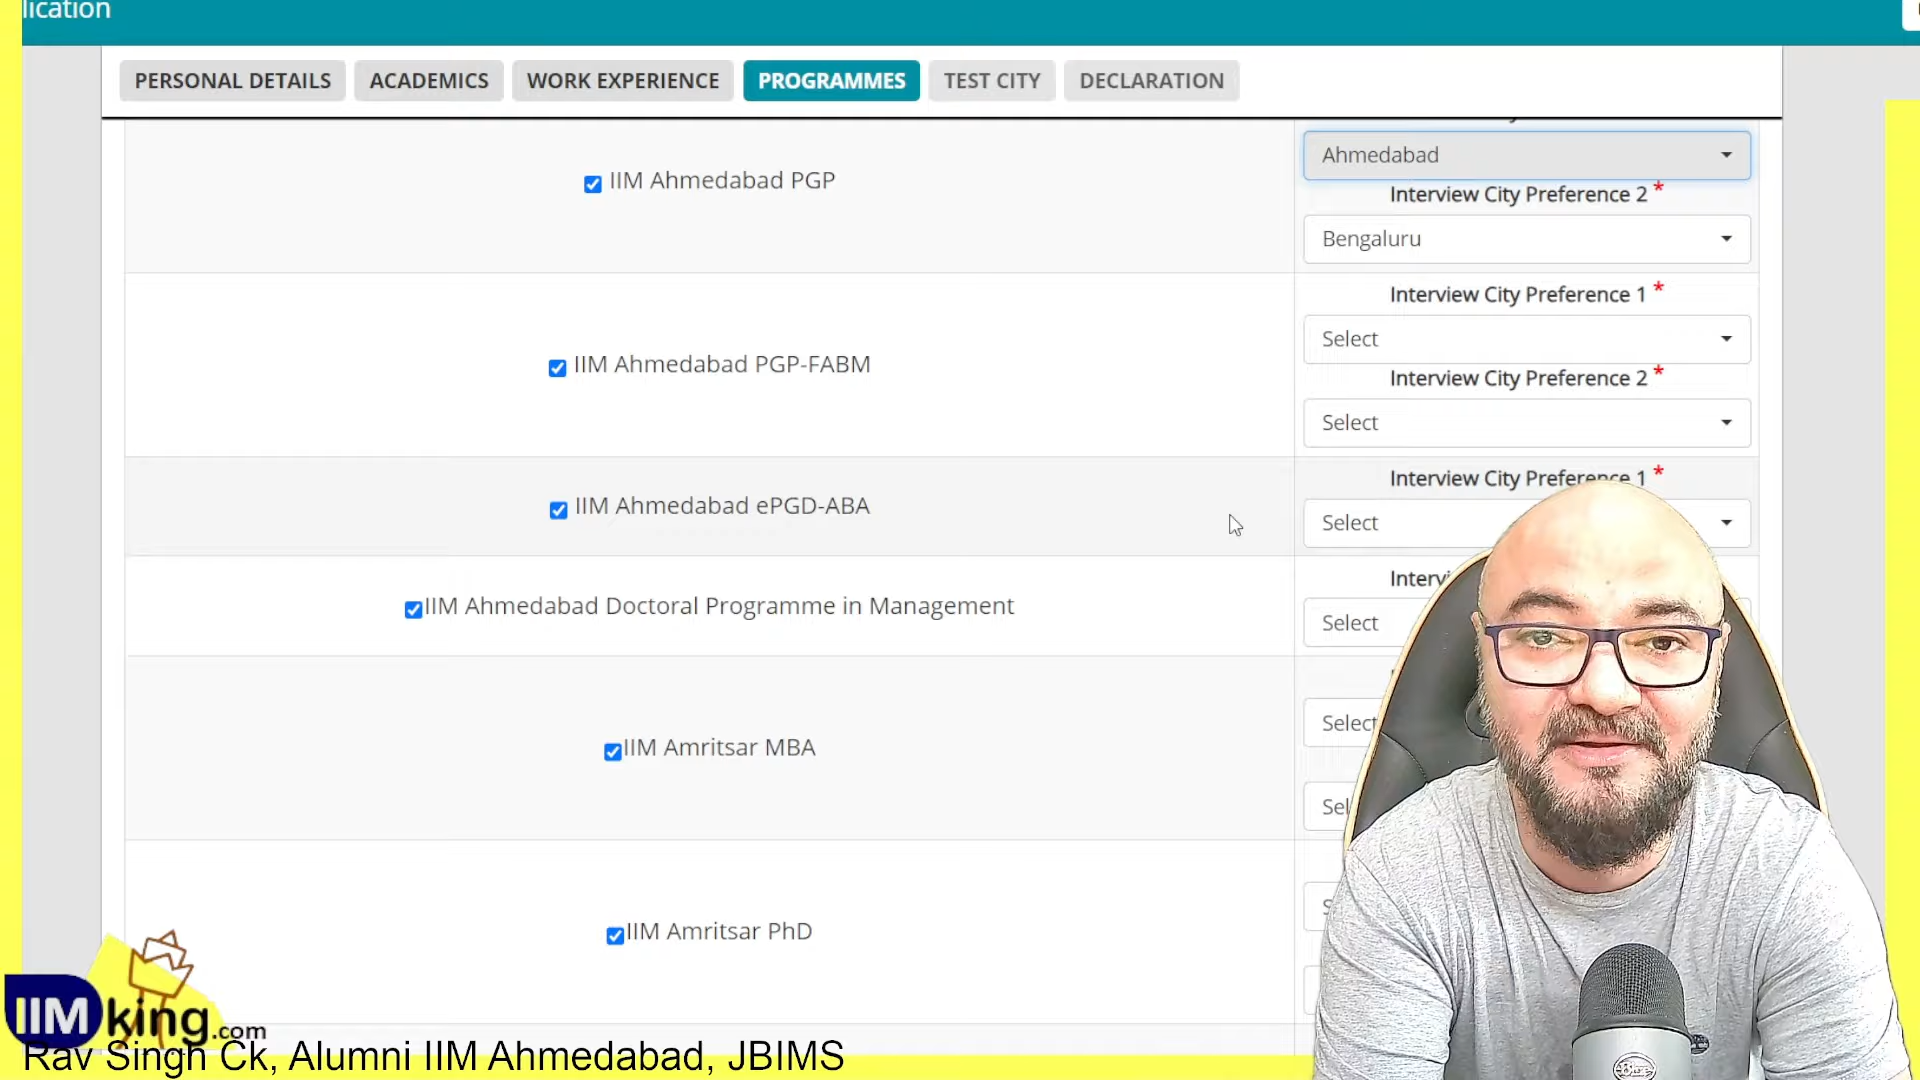 lication
PERSONAL DETAILS ACADEMICS WORK EXPERIENCE PROGRAMMES TEST CITY DECLARATION
Ahmedabad
IIM Ahmedabad PGP
Interview City Preference 2 *
Bengaluru
Interview City Preference 1 *
Select
IIM Ahmedabad PGP-FABM
Interview City Preference 2 *
Select
Interview City Preference 1 *
IIM Ahmedabad ePGD-ABA
Select
Interv
IIM Ahmedabad Doctoral Programme in Management
Select
Select
IIM Amritsar MBA
Sel
S
IIM Amritsar PhD
IIMking.com
Rav Singh Ck, Alumni IIM Ahmedabad, JBIMS